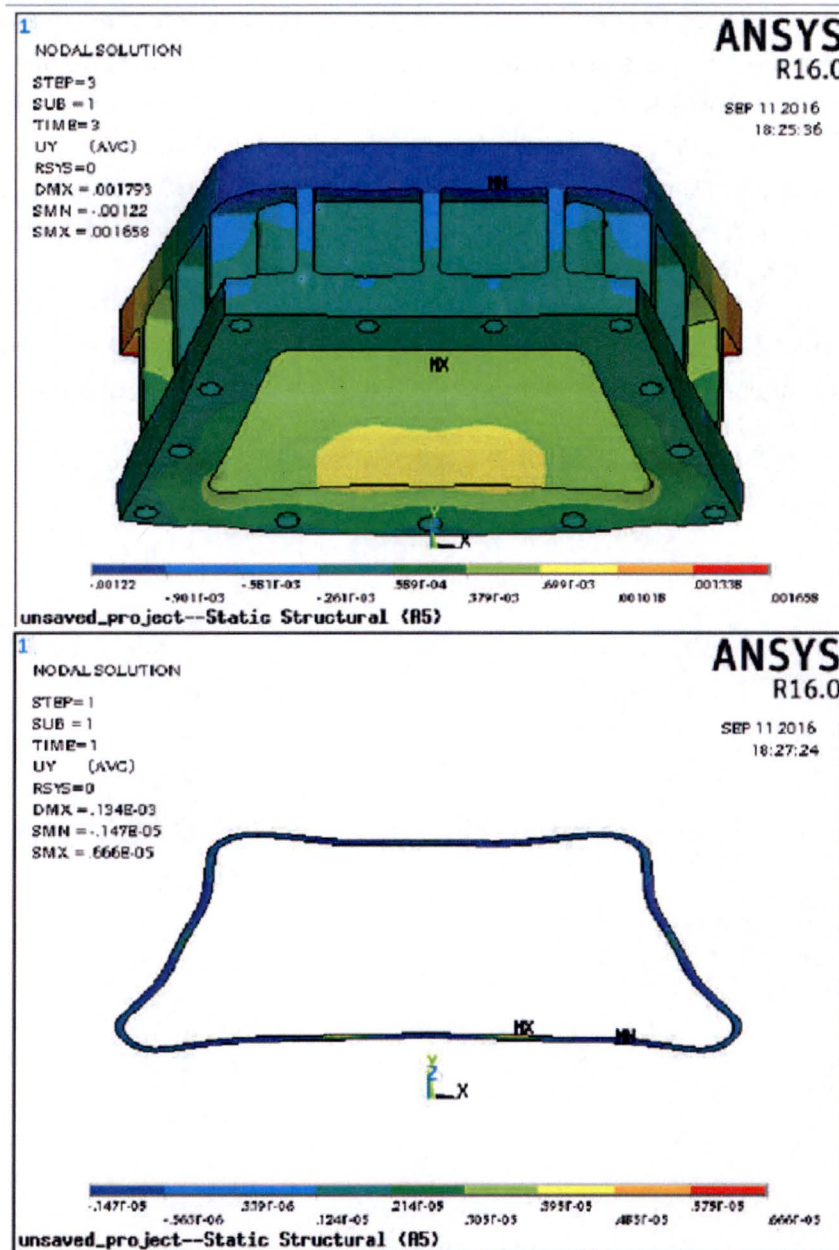 1
NODAL SOLUTION
ANSYS
R16.0
STEP=3
SUB =1
TIME=3
UY (AVG)
RSYS=0
DMX =.001793
SMN =-.00122
SMX =.001658
SEP 11 2016
18:25:36
MN
MX
Y
X
-.00122 -.581E-03 .589E-04 .699E-03 .001338
-.901E-03 -.261E-03 .379E-03 .001018 .001658
unsaved_project--Static Structural (A5)
1
NODAL SOLUTION
ANSYS
R16.0
STEP=1
SUB =1
TIME=1
UY (AVG)
RSYS=0
DMX =.134E-03
SMN =-.147E-05
SMX =.666E-05
SEP 11 2016
18:27:24
MX
MN
Y
Z
X
-.147E-05 .339E-06 .214E-05 .395E-05 .575E-05
-.563E-06 .124E-05 .305E-05 .485E-05 .666E-05
unsaved_project--Static Structural (A5)